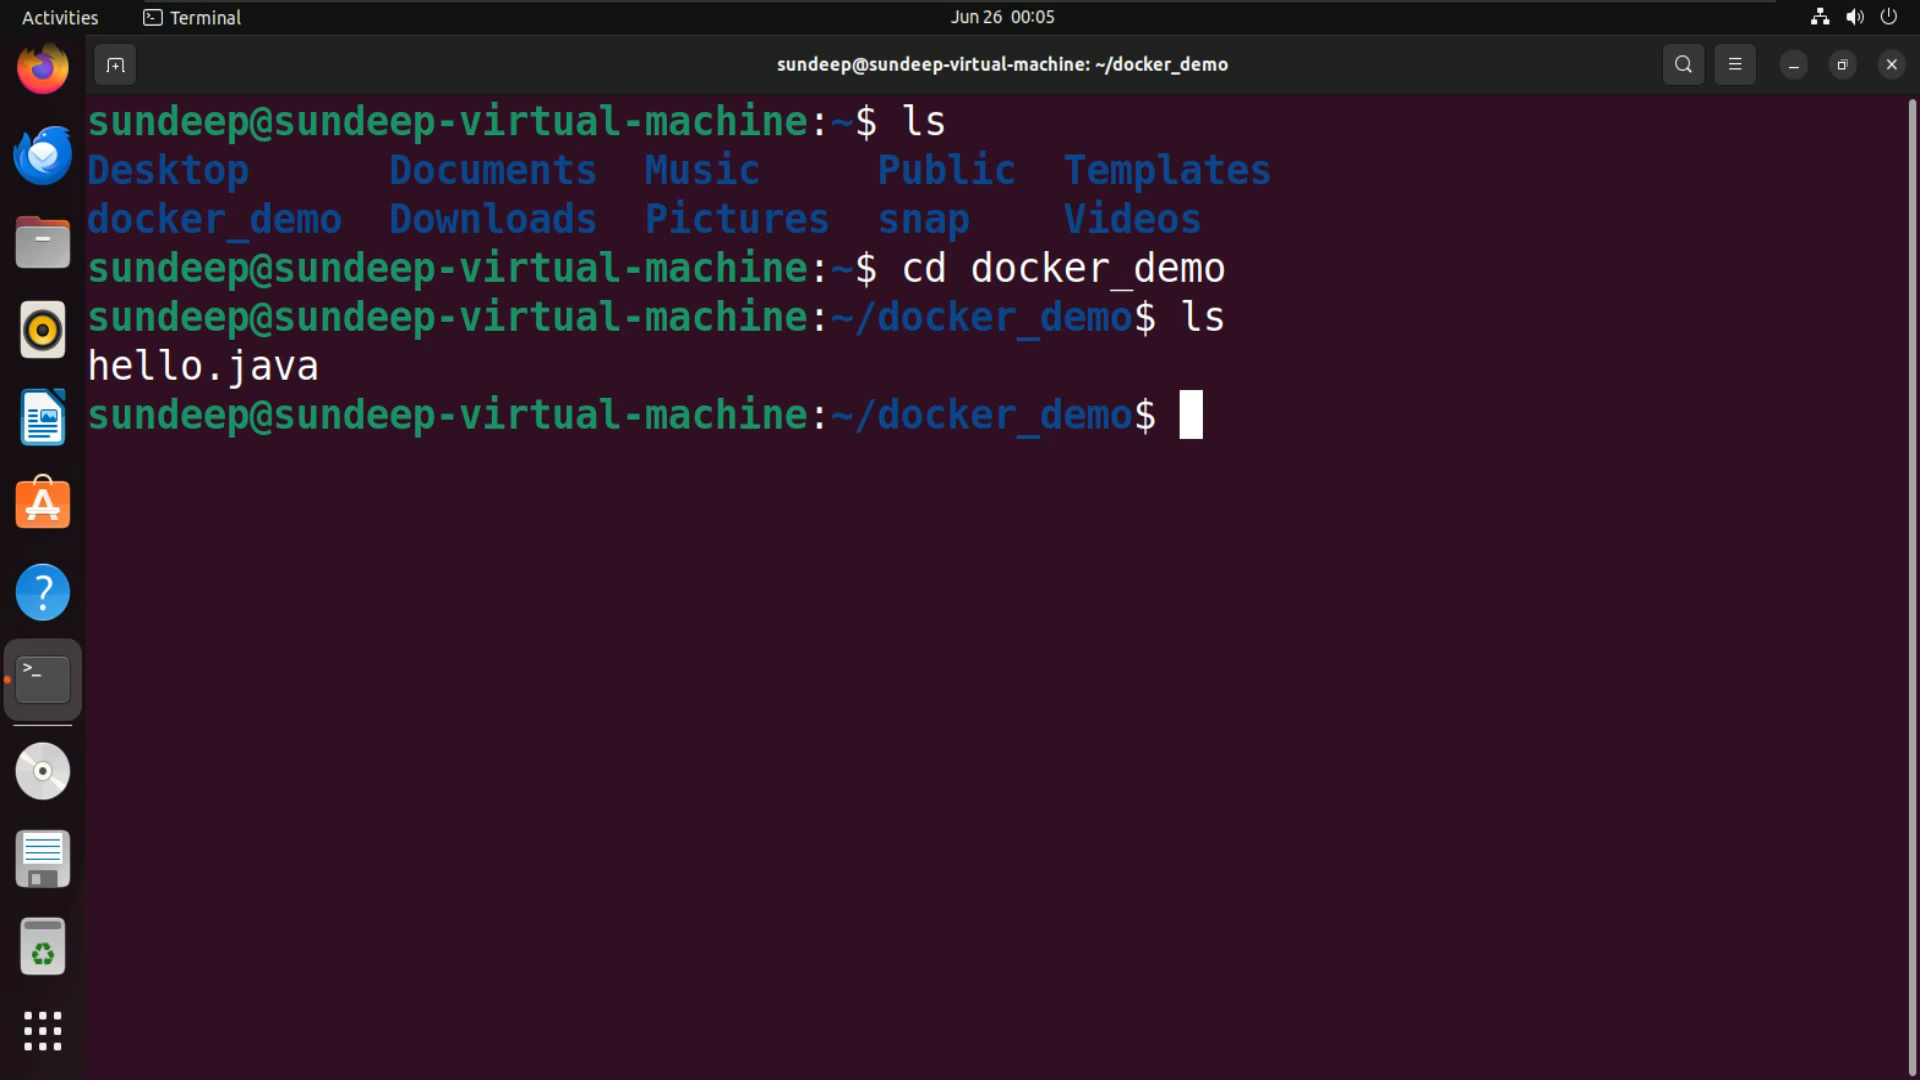 Activities Terminal Jun 26 00:05
sundeep@sundeep-virtual-machine: ~/docker_demo
sundeep@sundeep-virtual-machine:~$ ls
Desktop Documents Music Public Templates
docker_demo Downloads Pictures snap Videos
sundeep@sundeep-virtual-machine:~$ cd docker_demo
sundeep@sundeep-virtual-machine:~/docker_demo$ ls
hello.java
sundeep@sundeep-virtual-machine:~/docker_demo$